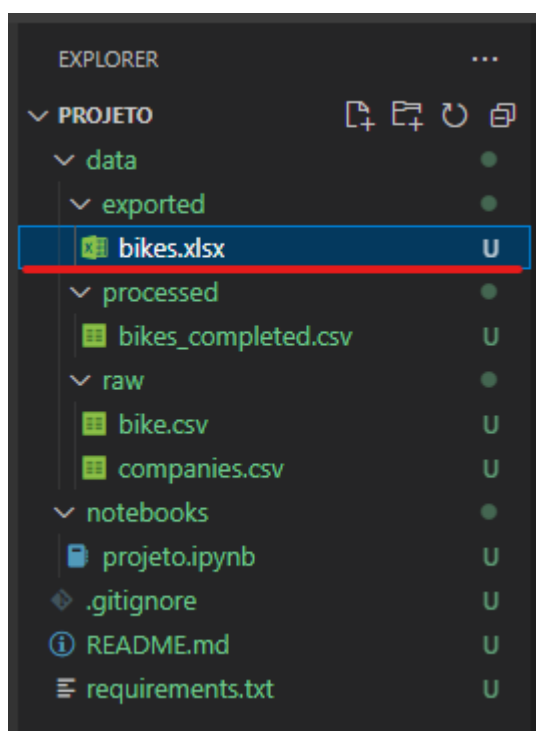 EXPLORER ...
PROJETO
data
exported
bikes.xlsx U
processed
bikes_completed.csv U
raw
bike.csv U
companies.csv U
notebooks
projeto.ipynb U
.gitignore U
README.md U
requirements.txt U